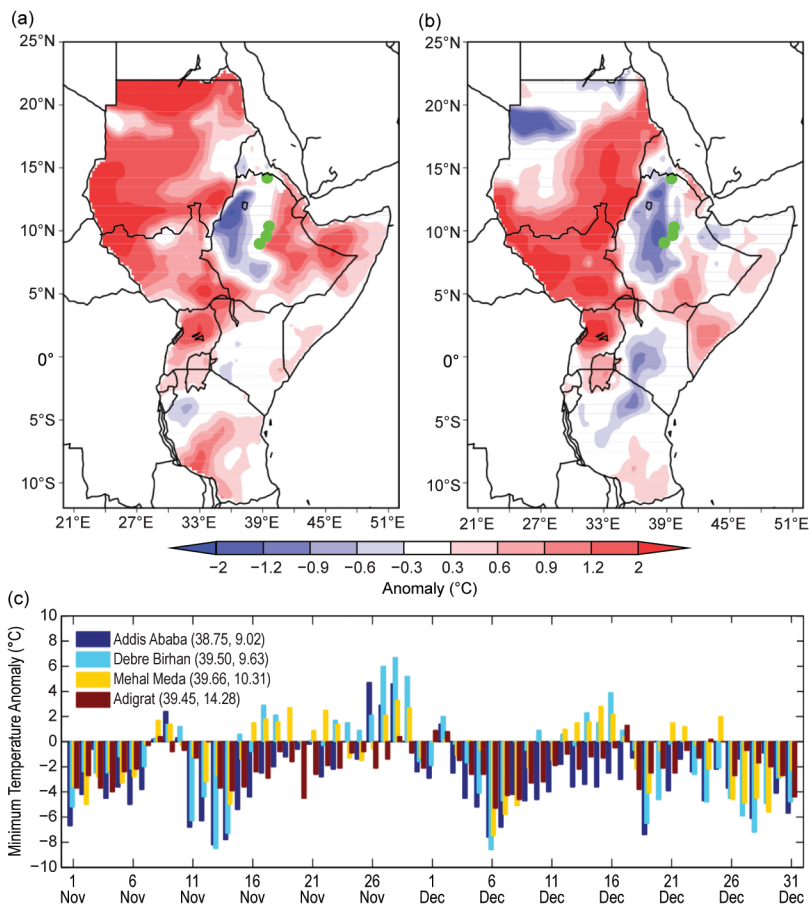 (a)
(b)
25°N
20°N
15°N
10°N
5°N
0°
5°S
10°S
21°E 27°E 33°E 39°E 45°E 51°E
25°N
20°N
15°N
10°N
5°N
0°
5°S
10°S
21°E 27°E 33°E 39°E 45°E 51°E
−2 −1.2 −0.9 −0.6 −0.3 0.3 0.6 0.9 1.2 2
Anomaly (°C)
(c)
Minimum Temperature Anomaly (°C)
10
8
6
4
2
0
−2
−4
−6
−8
−10
Addis Ababa (38.75, 9.02)
Debre Birhan (39.50, 9.63)
Mehal Meda (39.66, 10.31)
Adigrat (39.45, 14.28)
1 6 11 16 21 26 1 6 11 16 21 26 31
Nov Nov Nov Nov Nov Nov Dec Dec Dec Dec Dec Dec Dec